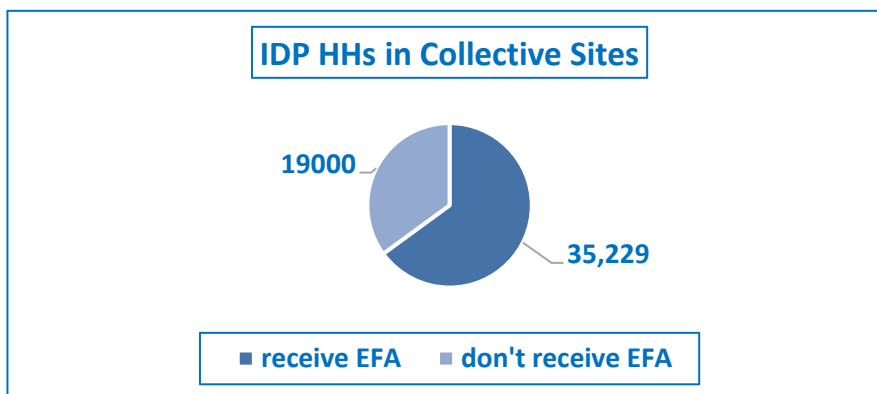 IDP HHs in Collective Sites
19000
35,229
receive EFA
don't receive EFA